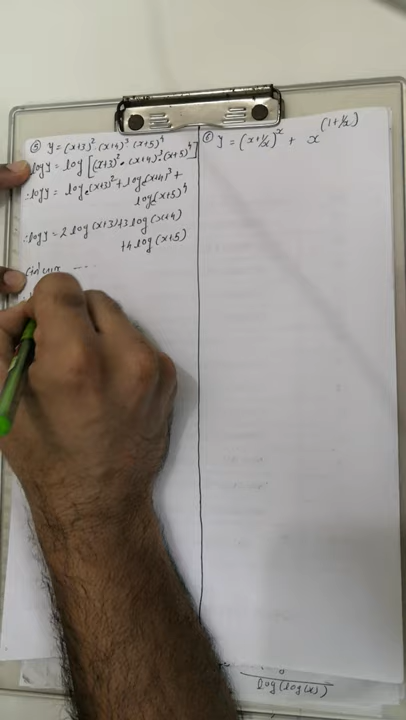 ⑤ y = (x+3)² · (x+4)³ · (x+5)⁴
log y = log [(x+3)² · (x+4)³ · (x+5)⁴]
∴ log y = logₑ(x+3)² + logₑ(x+4)³ +
logₑ(x+5)⁴
∴ log y = 2 log (x+3) + 3 log (x+4)
+ 4 log (x+5)
⑥ y = (x+1/x)ˣ + x^(1+1/x)
log(log(x))